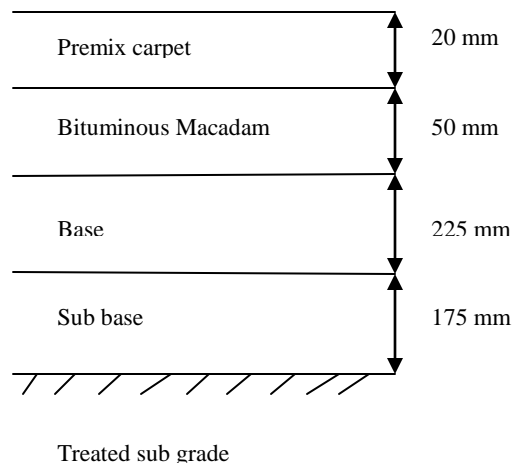 Premix carpet 20 mm
Bituminous Macadam 50 mm
Base 225 mm
Sub base 175 mm
Treated sub grade